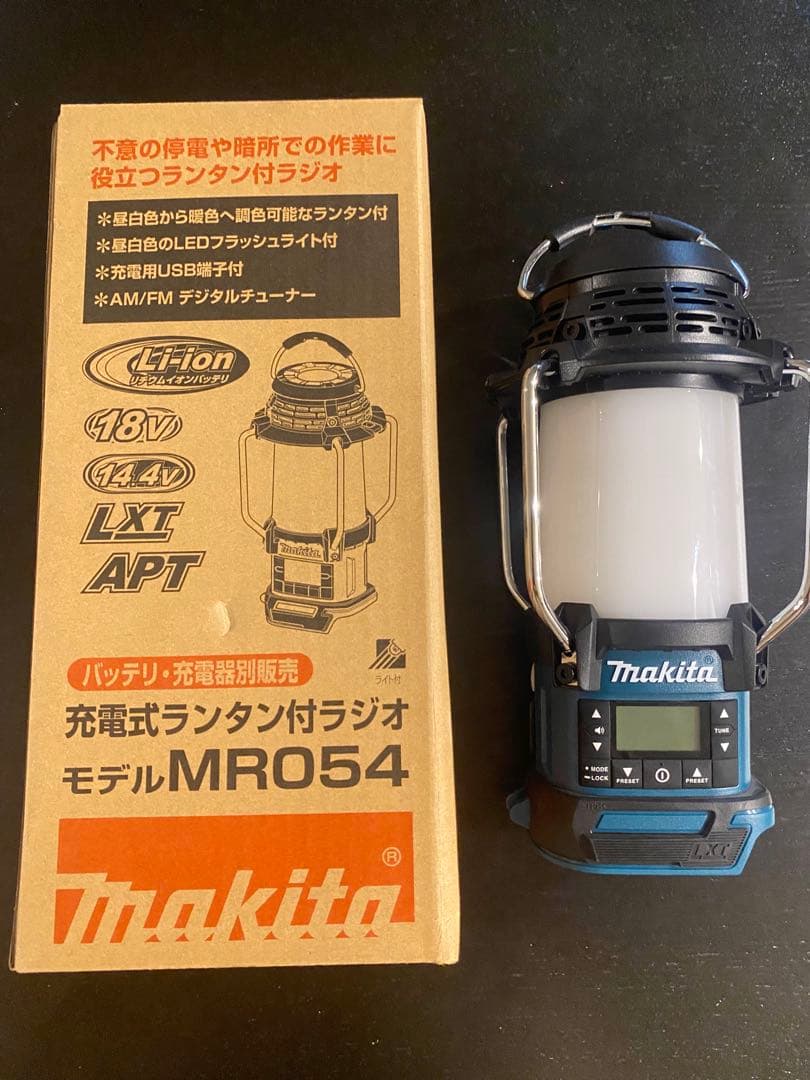 不意の停電や暗所での作業に
役立つランタン付ラジオ
＊昼白色から暖色へ調色可能なランタン付
＊昼白色のLEDフラッシュライト付
＊充電用USB端子付
＊AM/FM デジタルチューナー
Li-ion
リチウムイオンバッテリ
18V
14.4V
LXT
APT
makita
ライト付
バッテリ・充電器別販売
充電式ランタン付ラジオ
モデルMR054
makita®
makita®
TUNE
• MODE
– LOCK
PRESET
PRESET
LXT